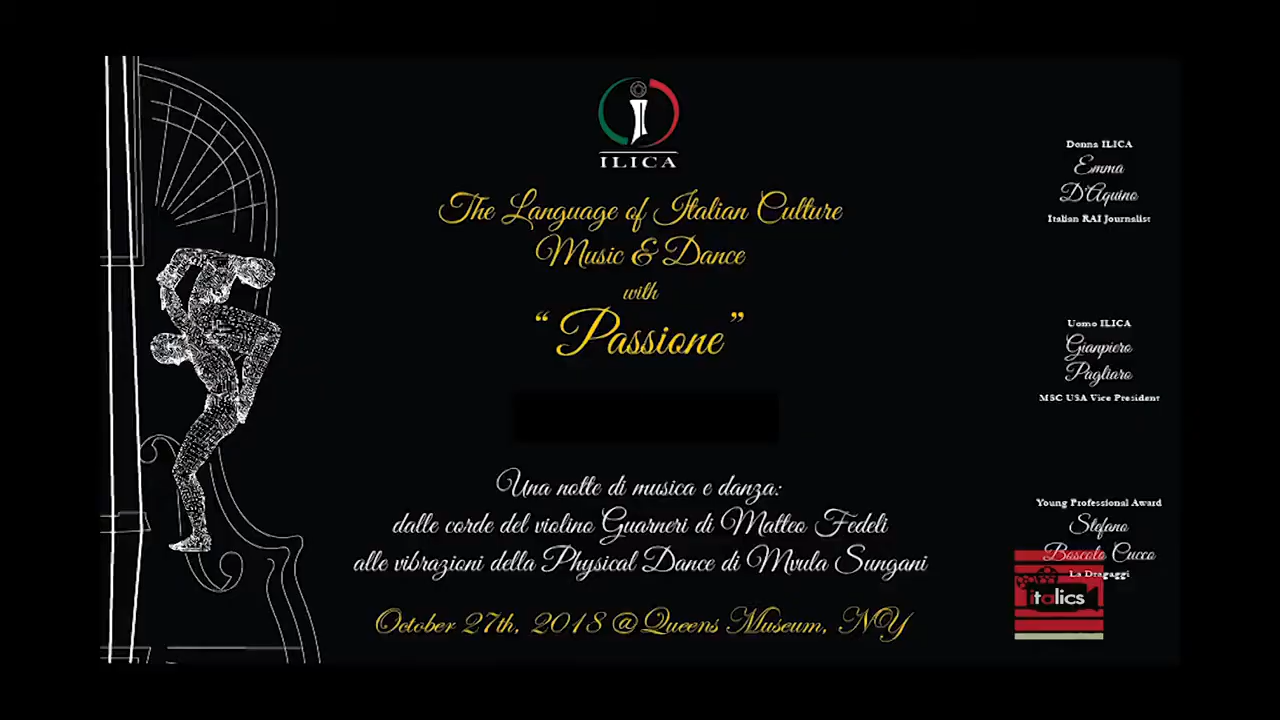 ILICA
The Language of Italian Culture
Music & Dance
with
“Passione”
Una notte di musica e danza:
dalle corde del violino Guarneri di Matteo Fedeli
alle vibrazioni della Physical Dance di Mvula Sungani
October 27th, 2018 @ Queens Museum, NY
Donna ILICA
Emma
D'Aquino
Italian RAI Journalist
Uomo ILICA
Gianpiero
Pagliaro
MSC USA Vice President
Young Professional Award
Stefano
Boscolo Cucco
La Dragaggi
italics